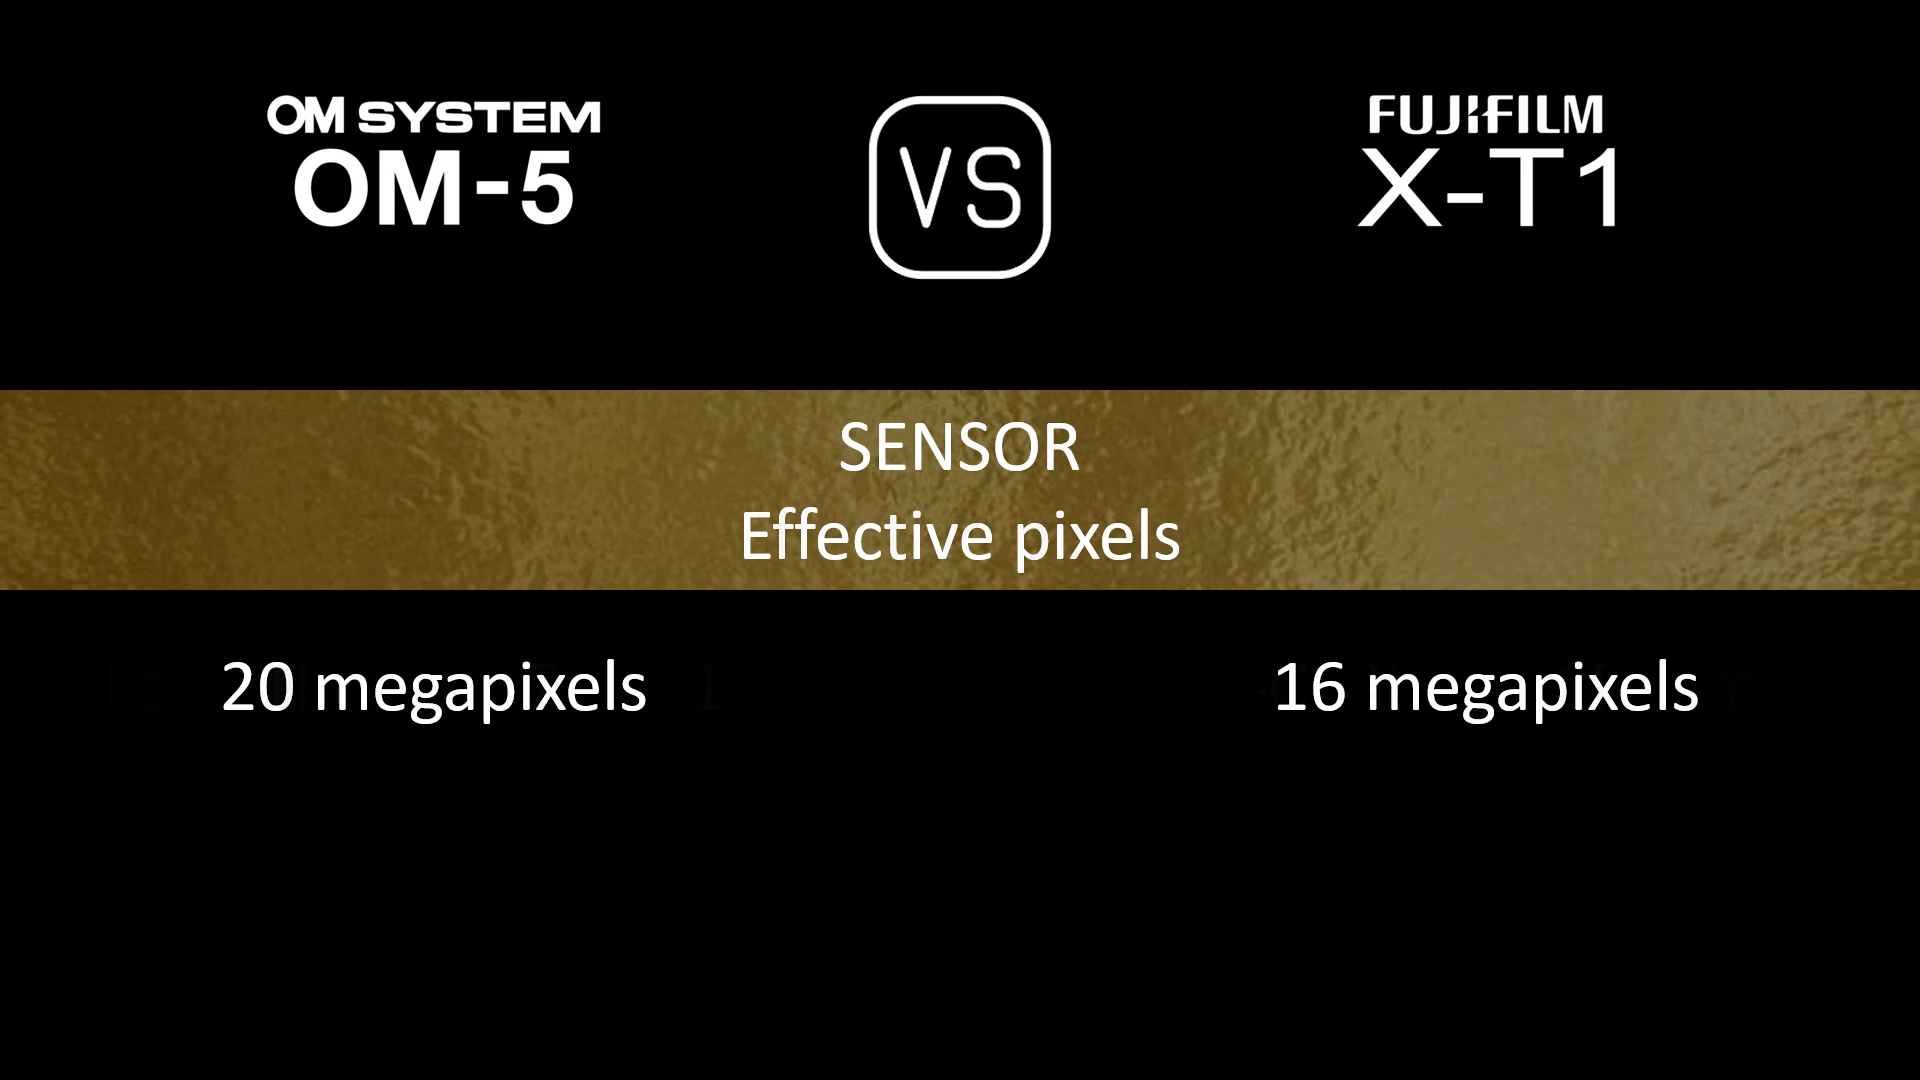 OM SYSTEM
OM-5
VS
FUJIFILM
X-T1
SENSOR
Effective pixels
20 megapixels
16 megapixels